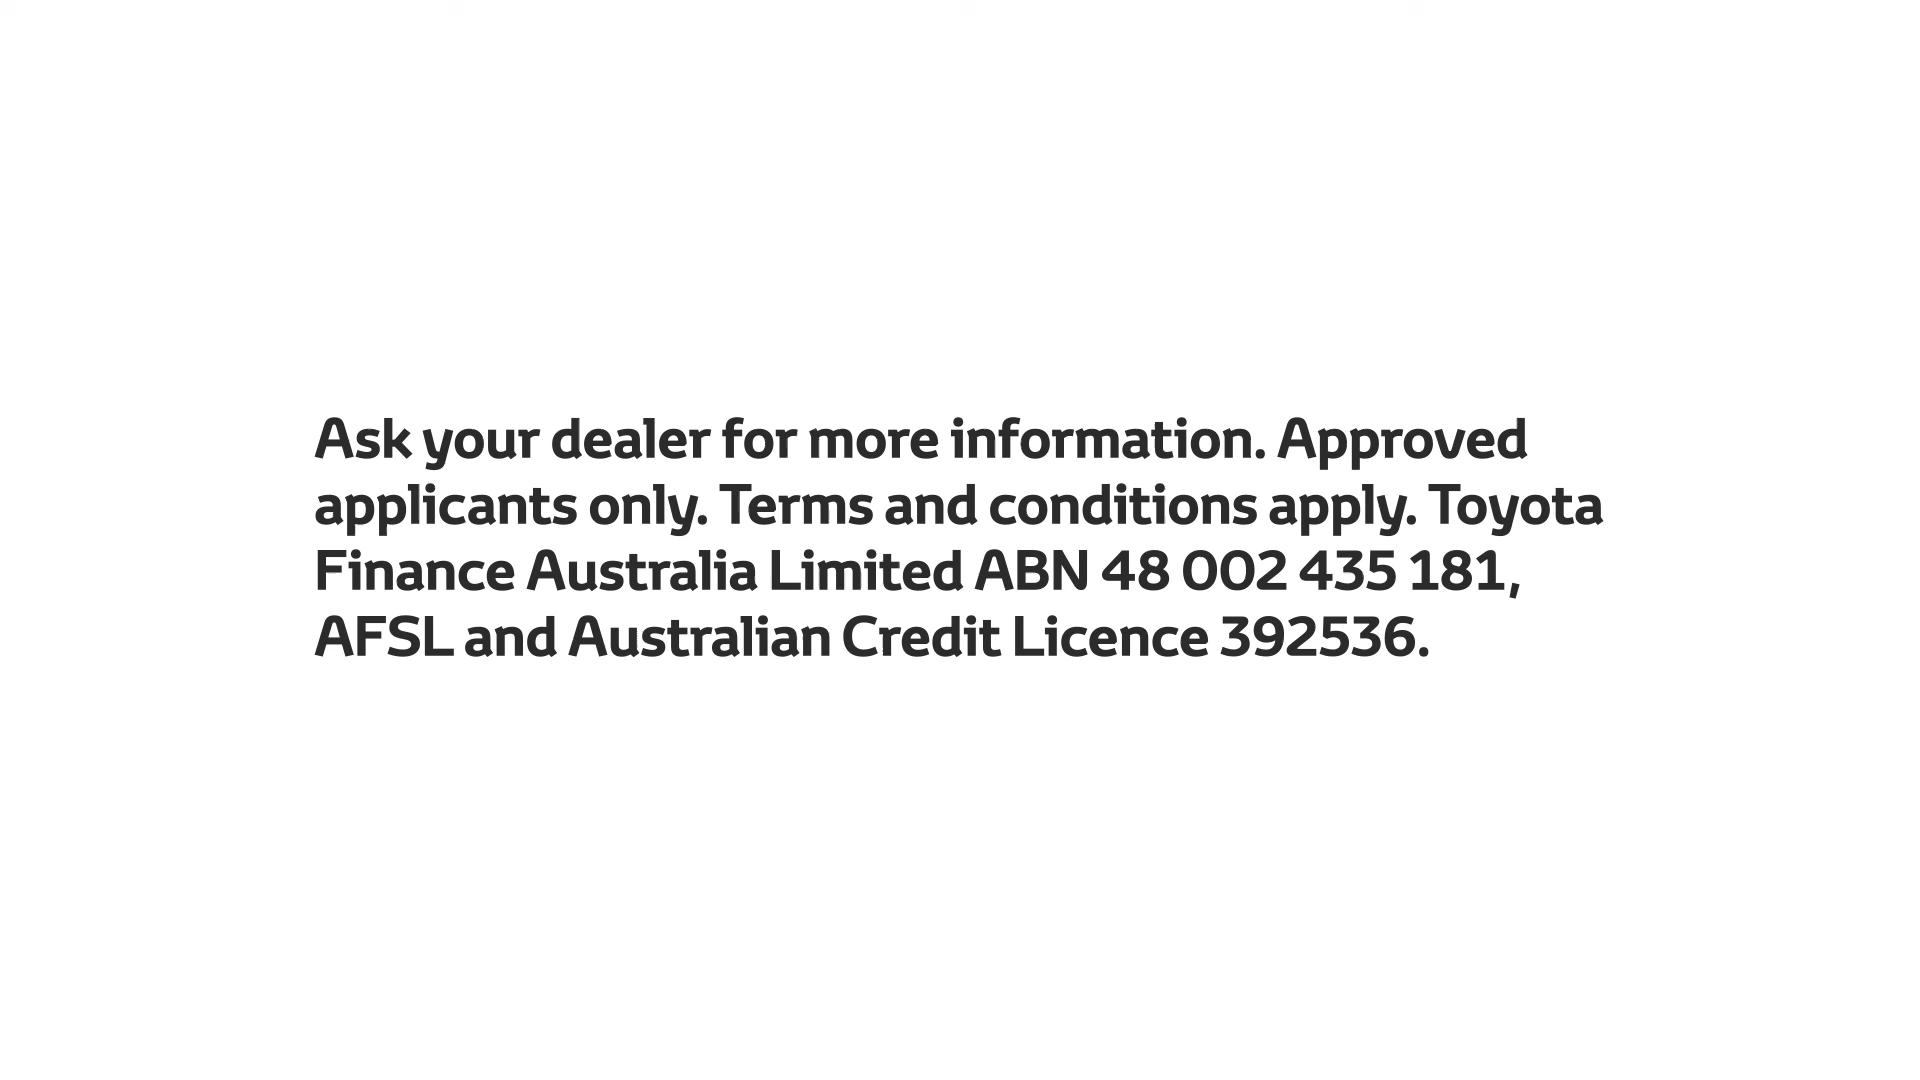 Ask your dealer for more information. Approved
applicants only. Terms and conditions apply. Toyota
Finance Australia Limited ABN 48 002 435 181,
AFSL and Australian Credit Licence 392536.